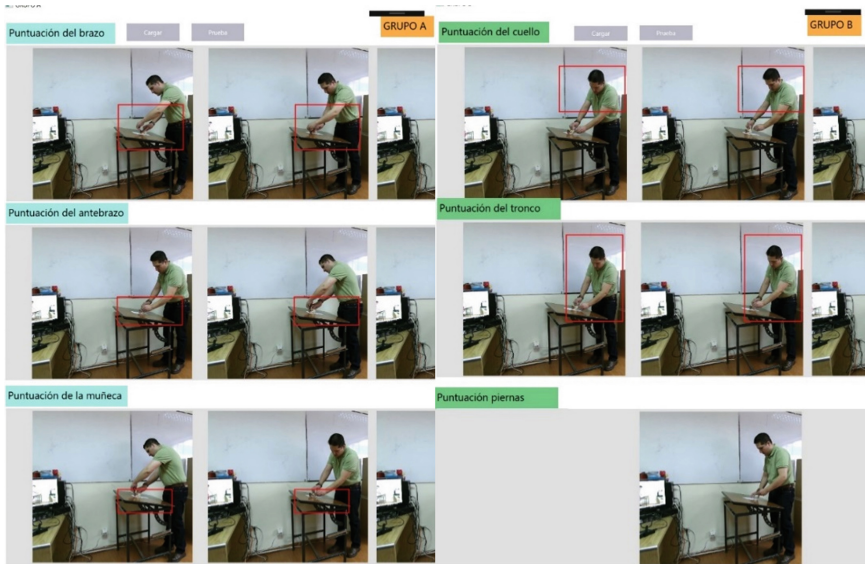 GRUPO A
Puntuación del brazo
Cargar
Prueba
Puntuación del antebrazo
Puntuación de la muñeca
GRUPO B
Puntuación del cuello
Cargar
Prueba
Puntuación del tronco
Puntuación piernas